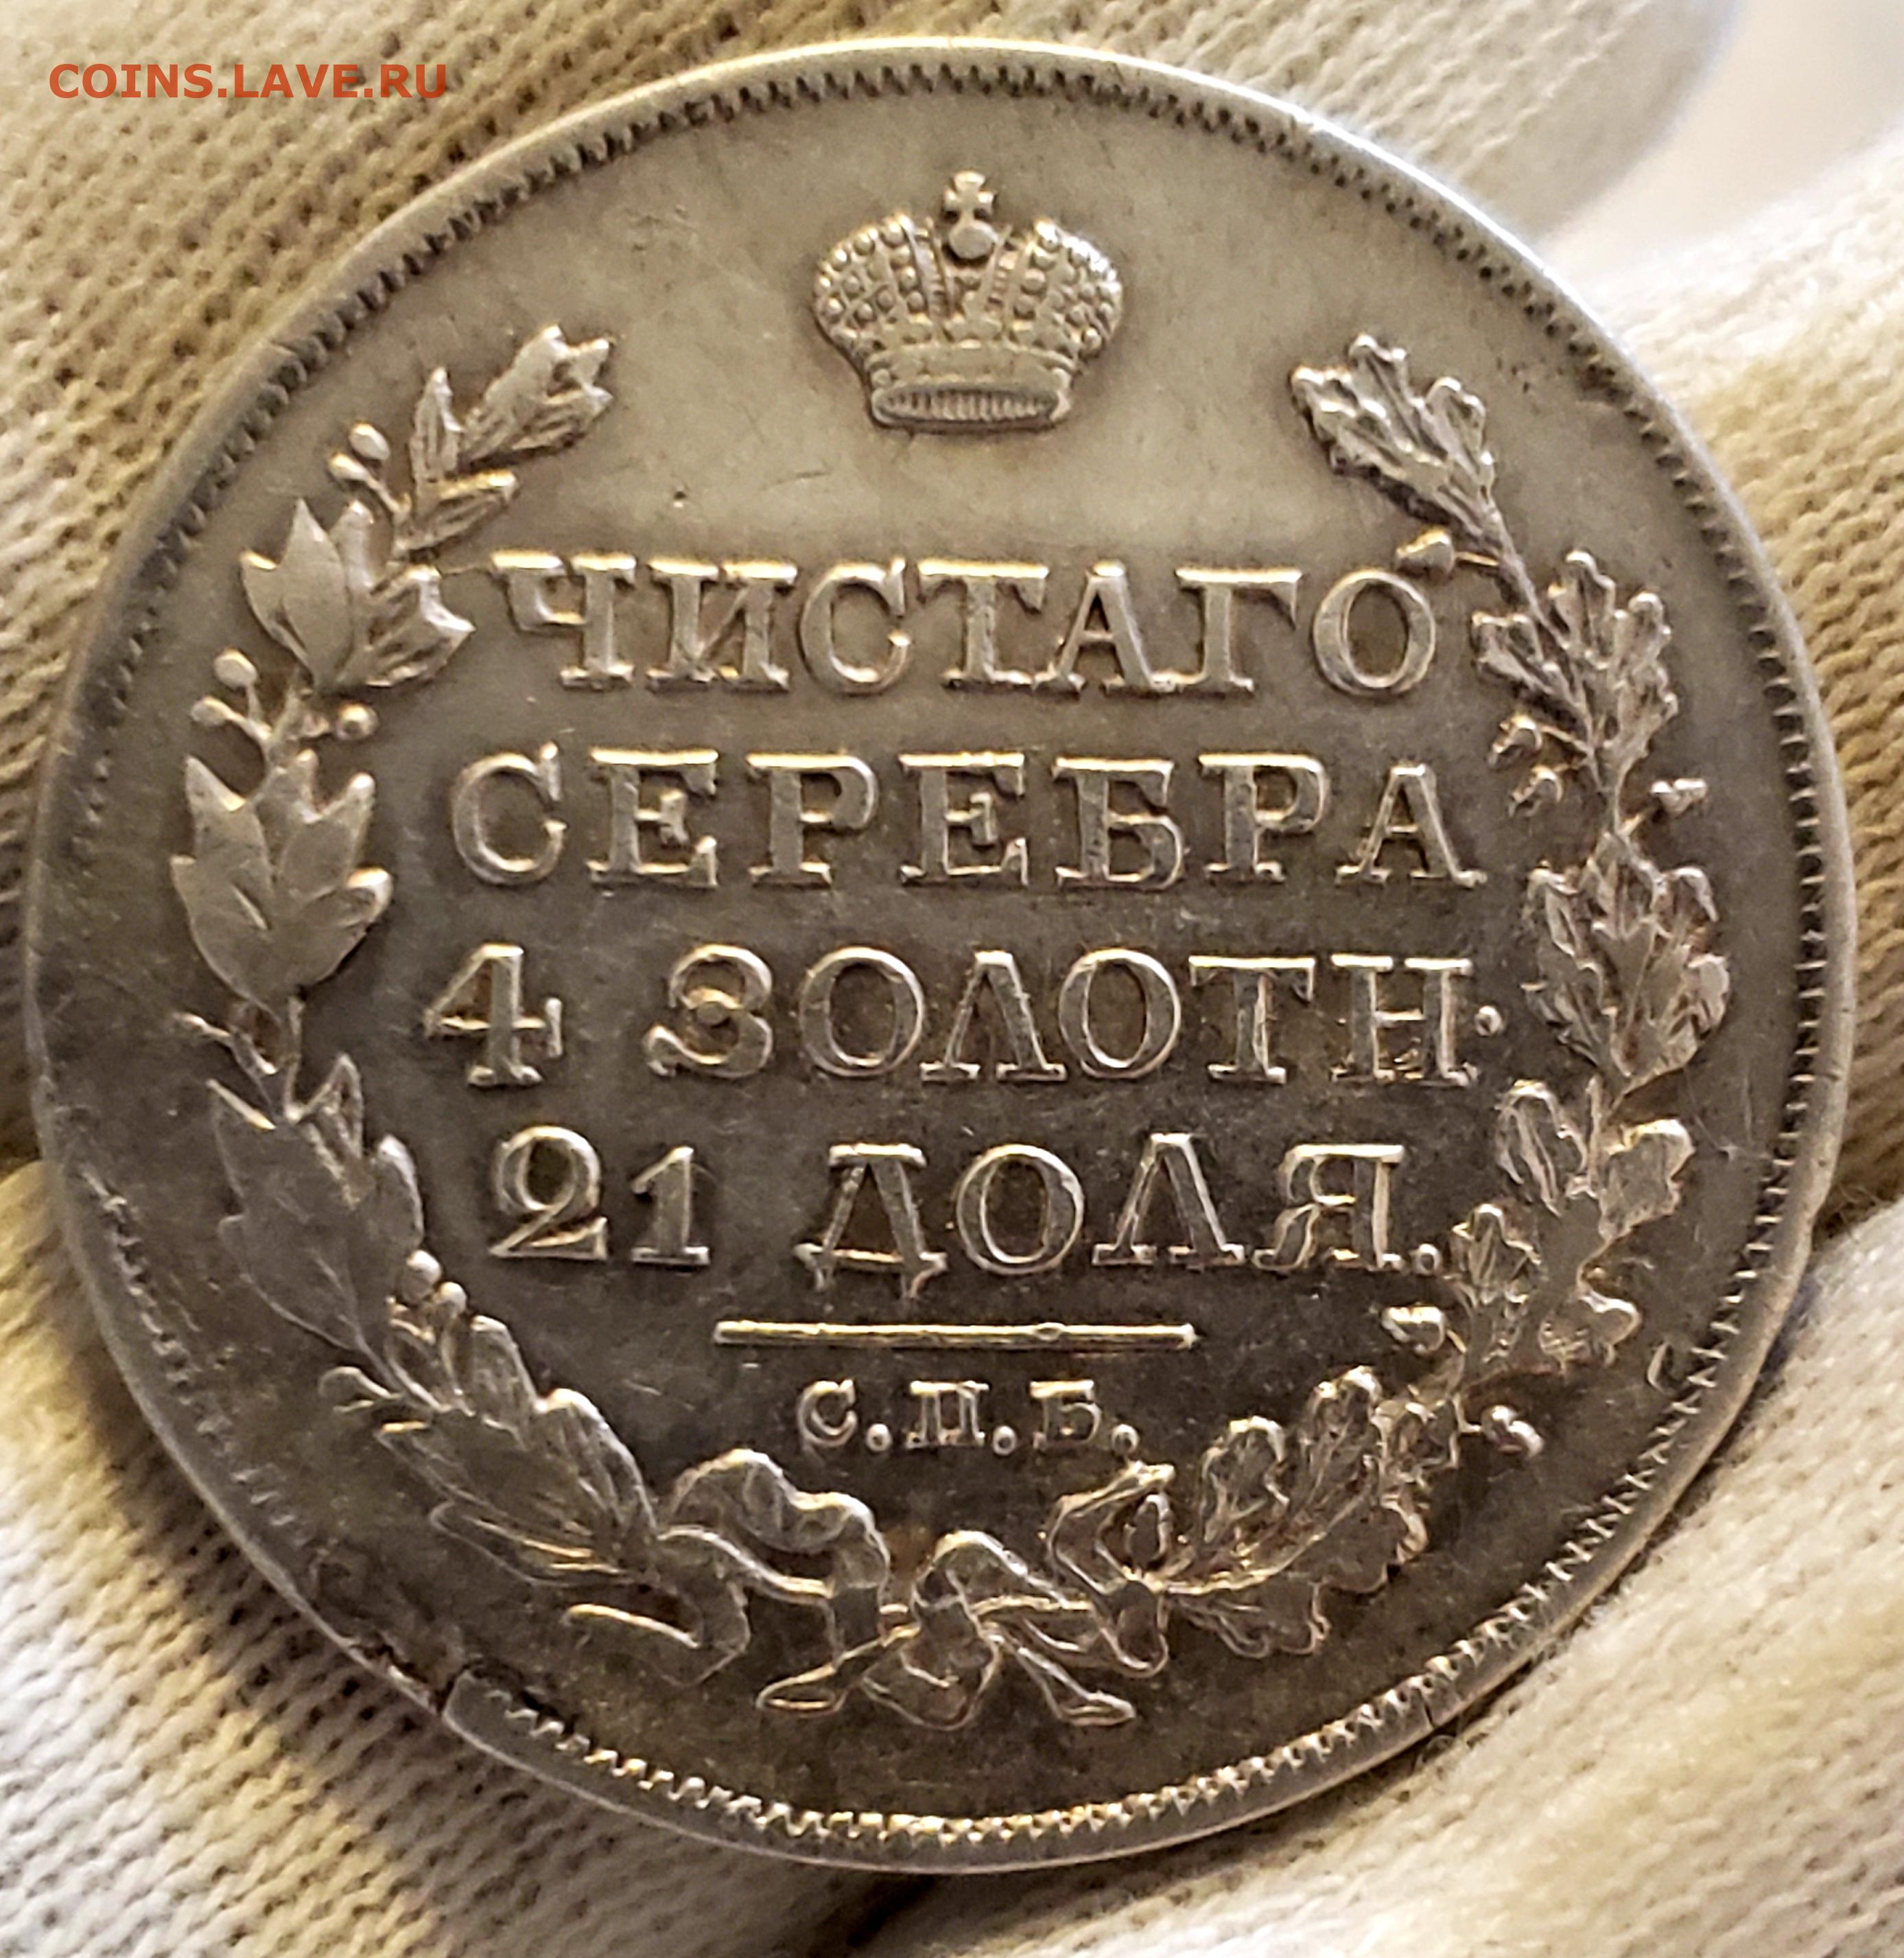 COINS.LAVE.RU
ЧИСТАГО
СЕРЕБРА
4 ЗОЛОТН.
21 ДОЛЯ.
С.П.Б.